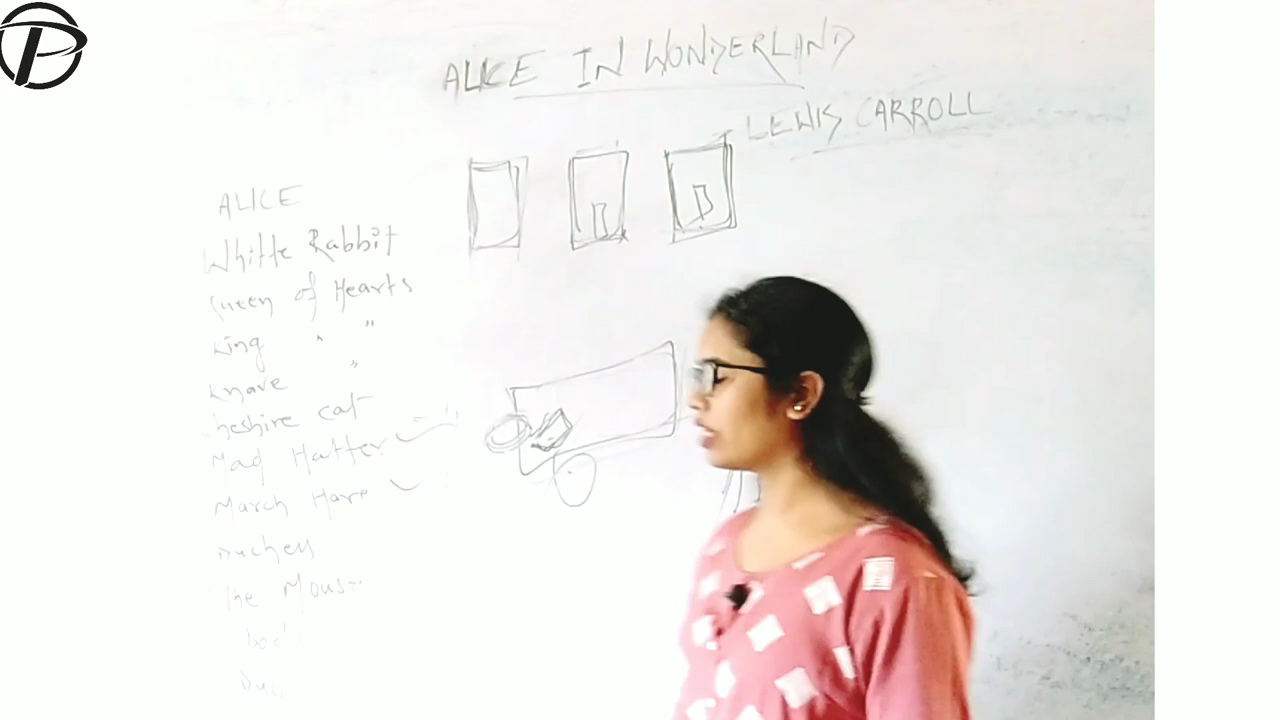 ALICE IN WONDERLAND
- LEWIS CARROLL
ALICE
White Rabbit
Queen of Hearts
King " "
Knave "
Cheshire cat
Mad Hatter
March Hare
Duchess
The Mouse